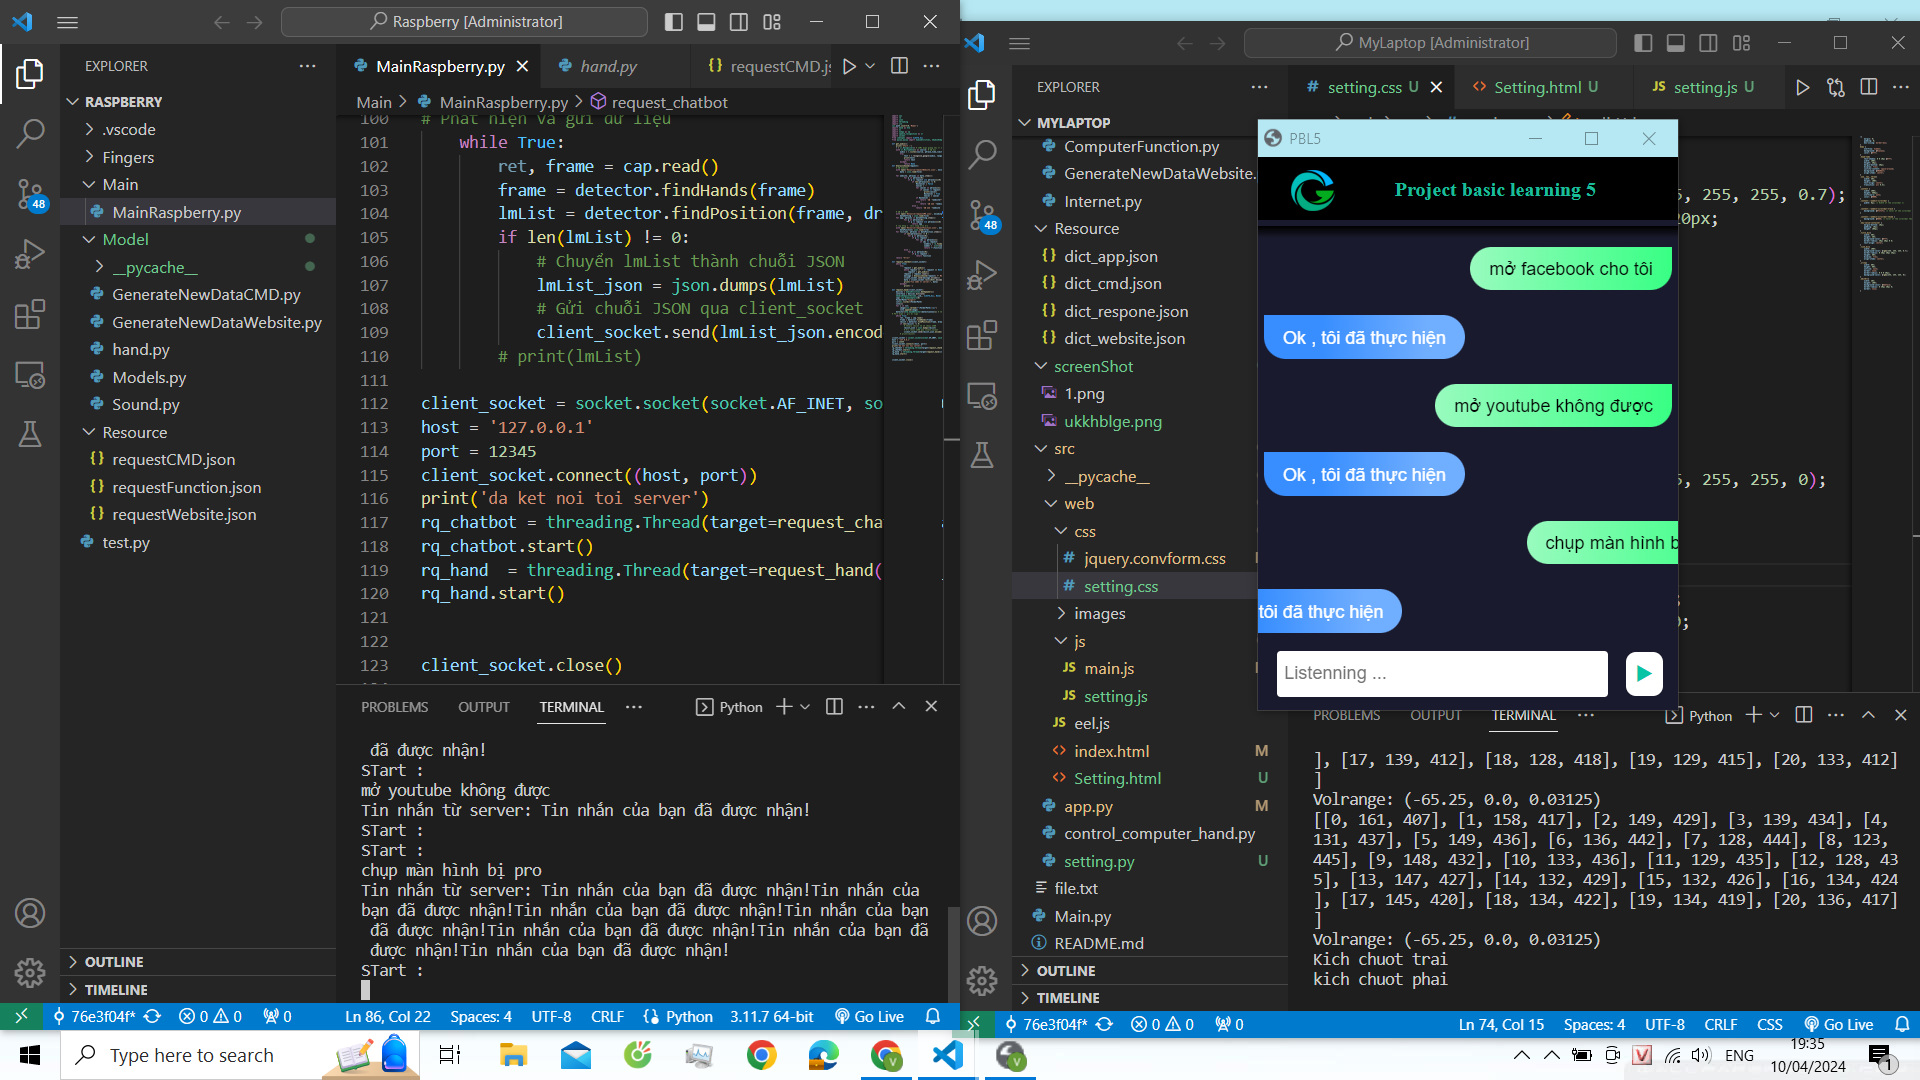 Raspberry [Administrator]
EXPLORER
RASPBERRY
.vscode
Fingers
Main
MainRaspberry.py
Model
__pycache__
GenerateNewDataCMD.py
GenerateNewDataWebsite.py
hand.py
Models.py
Sound.py
Resource
requestCMD.json
requestFunction.json
requestWebsite.json
test.py
OUTLINE
TIMELINE
48
MainRaspberry.py
hand.py
requestCMD.js
Main > MainRaspberry.py > request_chatbot
100 # Phát hiện và gửi dữ liệu
101 while True:
102 ret, frame = cap.read()
103 frame = detector.findHands(frame)
104 lmList = detector.findPosition(frame, dr
105 if len(lmList) != 0:
106 # Chuyển lmList thành chuỗi JSON
107 lmList_json = json.dumps(lmList)
108 # Gửi chuỗi JSON qua client_socket
109 client_socket.send(lmList_json.encod
110 # print(lmList)
111
112 client_socket = socket.socket(socket.AF_INET, so
113 host = '127.0.0.1'
114 port = 12345
115 client_socket.connect((host, port))
116 print('da ket noi toi server')
117 rq_chatbot = threading.Thread(target=request_cha
118 rq_chatbot.start()
119 rq_hand  = threading.Thread(target=request_hand(
120 rq_hand.start()
121
122
123 client_socket.close()
PROBLEMS OUTPUT TERMINAL Python
đã được nhận!
STart :
mở youtube không được
Tin nhắn từ server: Tin nhắn của bạn đã được nhận!
STart :
STart :
chụp màn hình bị pro
Tin nhắn từ server: Tin nhắn của bạn đã được nhận!Tin nhắn của
bạn đã được nhận!Tin nhắn của bạn đã được nhận!Tin nhắn của bạn
đã được nhận!Tin nhắn của bạn đã được nhận!Tin nhắn của bạn đã
được nhận!Tin nhắn của bạn đã được nhận!
STart :
76e3f04f* 0 0 0 Ln 86, Col 22 Spaces: 4 UTF-8 CRLF Python 3.11.7 64-bit Go Live
MyLaptop [Administrator]
EXPLORER
MYLAPTOP
ComputerFunction.py
GenerateNewDataWebsite.
Internet.py
Resource
dict_app.json
dict_cmd.json
dict_respone.json
dict_website.json
screenShot
1.png
ukkhblge.png
src
__pycache__
web
css
jquery.convform.css
setting.css
images
js
main.js
setting.js
eel.js
index.html M
Setting.html U
app.py M
control_computer_hand.py
setting.py U
file.txt
Main.py
README.md
OUTLINE
TIMELINE
48
setting.css U
Setting.html U
setting.js U
5, 255, 255, 0.7);
20px;
5, 255, 255, 0);
PBL5
Project basic learning 5
mở facebook cho tôi
Ok , tôi đã thực hiện
mở youtube không được
Ok , tôi đã thực hiện
chụp màn hình b
tôi đã thực hiện
Listenning ...
PROBLEMS OUTPUT TERMINAL Python
], [17, 139, 412], [18, 128, 418], [19, 129, 415], [20, 133, 412]
]
Volrange: (-65.25, 0.0, 0.03125)
[[0, 161, 407], [1, 158, 417], [2, 149, 429], [3, 139, 434], [4,
131, 437], [5, 149, 436], [6, 136, 442], [7, 128, 444], [8, 123,
445], [9, 148, 432], [10, 133, 436], [11, 129, 435], [12, 128, 43
5], [13, 147, 427], [14, 132, 429], [15, 132, 426], [16, 134, 424
], [17, 145, 420], [18, 134, 422], [19, 134, 419], [20, 136, 417]
]
Volrange: (-65.25, 0.0, 0.03125)
Kich chuot trai
kich chuot phai
76e3f04f* 0 0 0 Ln 74, Col 15 Spaces: 4 UTF-8 CRLF CSS Go Live
Type here to search
ENG
19:35
10/04/2024
1